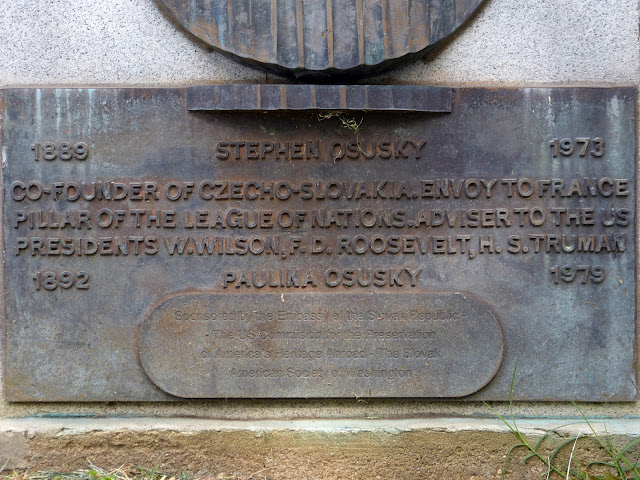 1889 STEPHEN OSUSKY 1973
CO-FOUNDER OF CZECHO-SLOVAKIA. ENVOY TO FRANCE
PILLAR OF THE LEAGUE OF NATIONS. ADVISER TO THE US
PRESIDENTS W. WILSON, F. D. ROOSEVELT, H. S. TRUMAN
1892 PAULINA OSUSKY 1979
Sponsored by the Embassy of the Slovak Republic -
- The US Commision for the Preservation
of America's Heritage Abroad - The Slovak
American Society of Washington